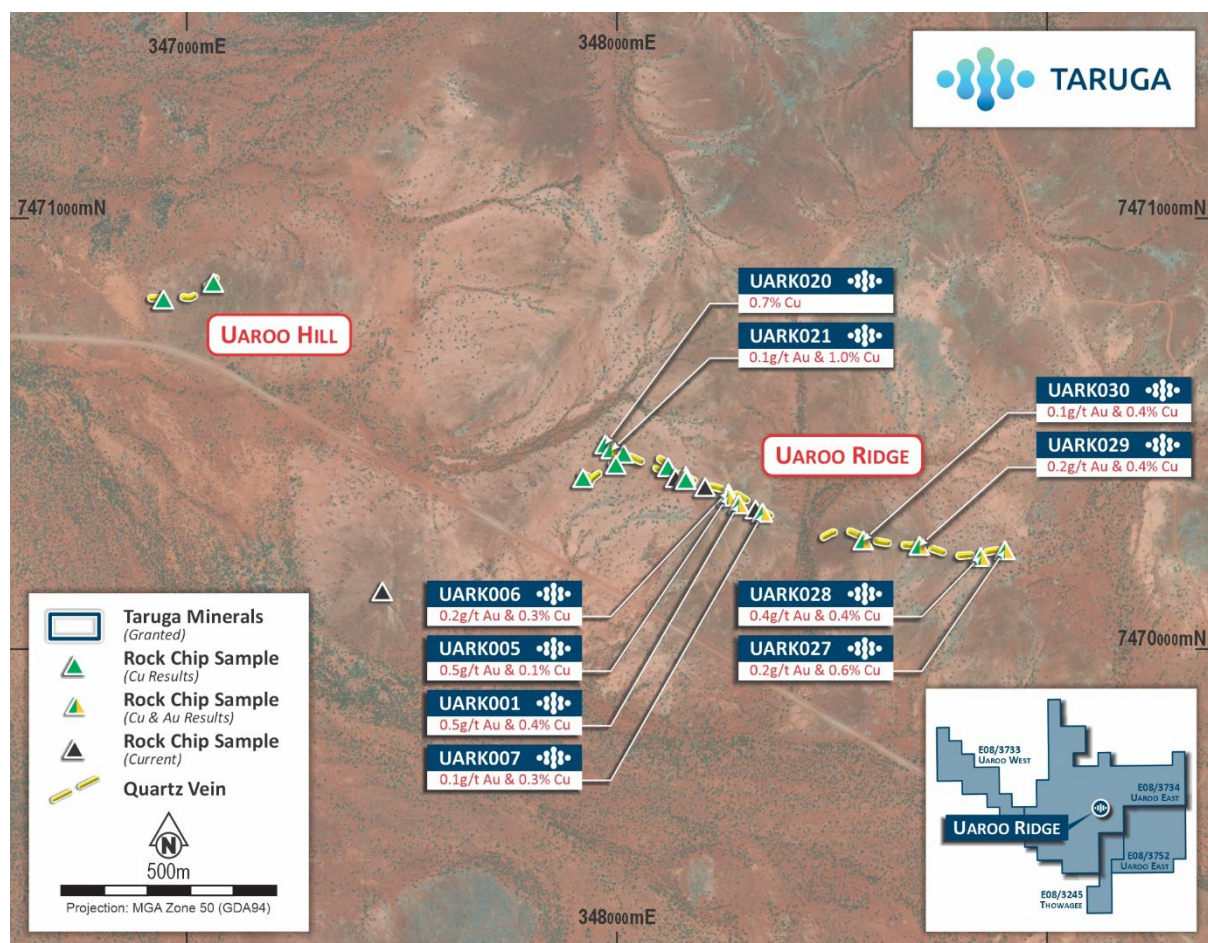 347000mE
348000mE
TARUGA
7471000mN
7471000mN
UARK020
0.7% Cu
UARK021
0.1g/t Au & 1.0% Cu
UAROO HILL
UARK030
0.1g/t Au & 0.4% Cu
UARK029
0.2g/t Au & 0.4% Cu
UAROO RIDGE
UARK006
0.2g/t Au & 0.3% Cu
UARK005
0.5g/t Au & 0.1% Cu
UARK001
0.5g/t Au & 0.4% Cu
UARK007
0.1g/t Au & 0.3% Cu
UARK028
0.4g/t Au & 0.4% Cu
UARK027
0.2g/t Au & 0.6% Cu
7470000mN
Taruga Minerals
(Granted)
Rock Chip Sample
(Cu Results)
Rock Chip Sample
(Cu & Au Results)
Rock Chip Sample
(Current)
Quartz Vein
N
500m
Projection: MGA Zone 50 (GDA94)
348000mE
E08/3733
UAROO WEST
E08/3734
UAROO EAST
UAROO RIDGE
E08/3752
UAROO EAST
E08/3245
THOWAGEE